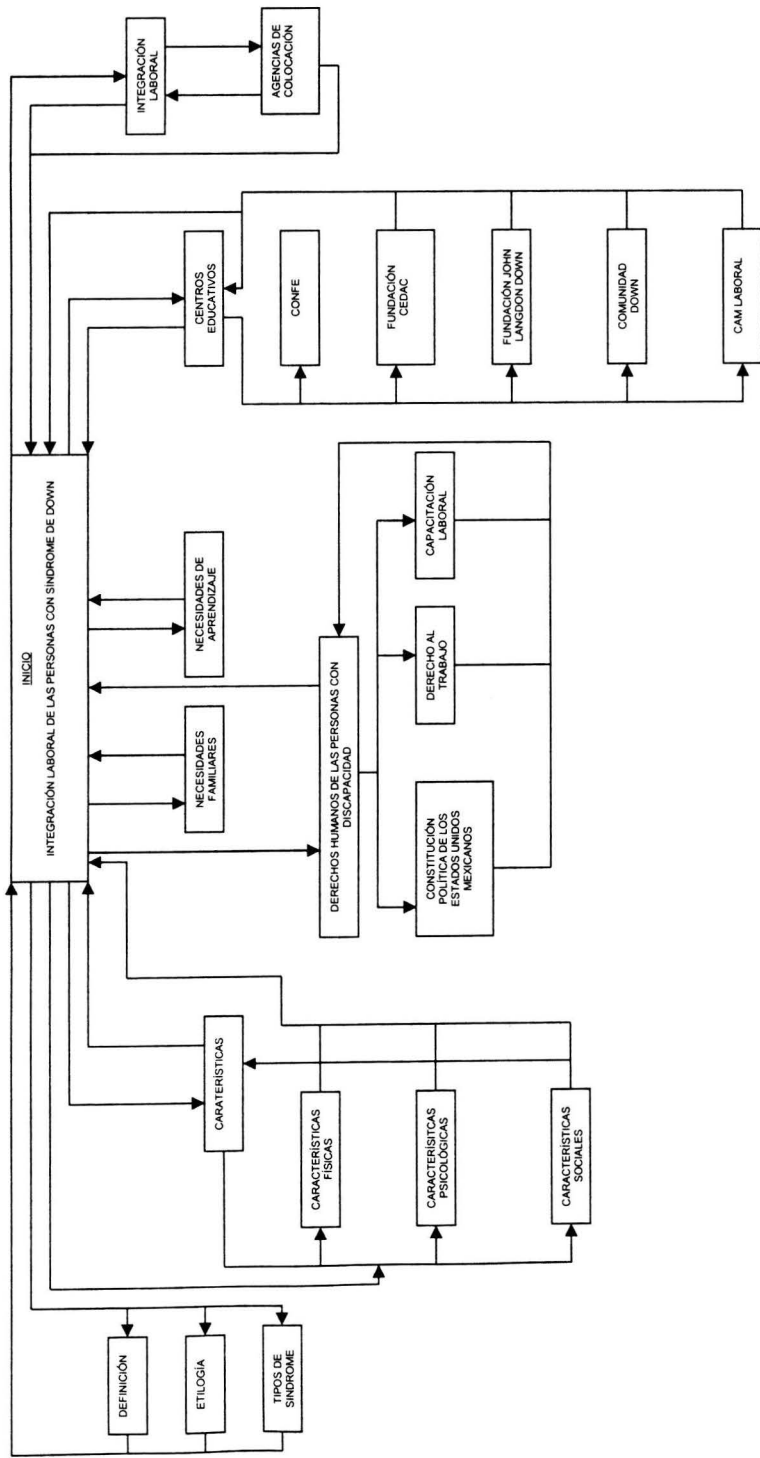 INICIO
INTEGRACIÓN LABORAL DE LAS PERSONAS CON SÍNDROME DE DOWN
DEFINICIÓN
ETILOGÍA
TIPOS DE
SINDROME
CARATERÍSTICAS
CARACTERÍSTICAS
FÍSICAS
CARACTERÍSITCAS
PSICOLÓGICAS
CARACTERÍSTICAS
SOCIALES
NECESIDADES
FAMILIARES
NECESIDADES DE
APRENDIZAJE
DERECHOS HUMANOS DE LAS PERSONAS CON
DISCAPACIDAD
CONSTITUCIÓN
POLÍTICA DE LOS
ESTADOS UNIDOS
MEXICANOS
DERECHO AL
TRABAJO
CAPACITACIÓN
LABORAL
CENTROS
EDUCATIVOS
CONFE
FUNDACIÓN
CEDAC
FUNDACIÓN JOHN
LANGDON DOWN
COMUNIDAD
DOWN
CAM LABORAL
INTEGRACIÓN
LABORAL
AGENCIAS DE
COLOCACIÓN